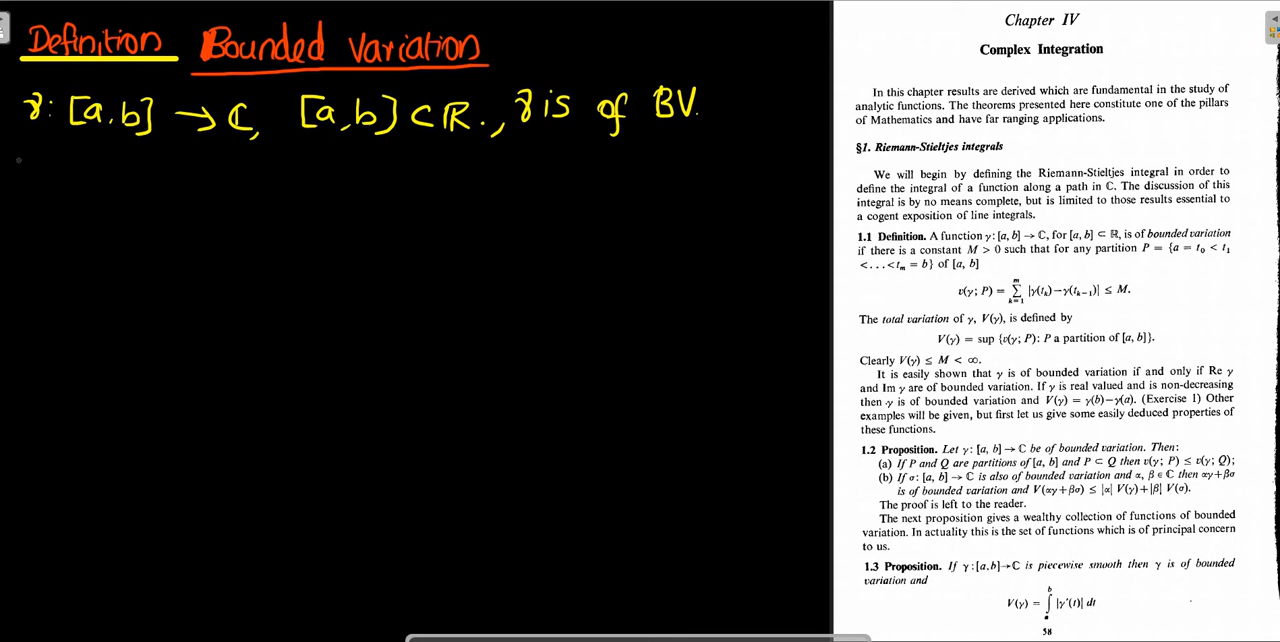 Definition Bounded Variation
γ: [a,b] → ℂ, [a,b] ⊂ ℝ., γ is of BV.
Chapter IV
Complex Integration
In this chapter results are derived which are fundamental in the study of
analytic functions. The theorems presented here constitute one of the pillars
of Mathematics and have far ranging applications.
§1. Riemann-Stieltjes integrals
We will begin by defining the Riemann-Stieltjes integral in order to
define the integral of a function along a path in ℂ. The discussion of this
integral is by no means complete, but is limited to those results essential to
a cogent exposition of line integrals.
1.1 Definition. A function γ: [a, b] → ℂ, for [a, b] ⊂ ℝ, is of bounded variation
if there is a constant M > 0 such that for any partition P = {a = t₀ < t₁
<...<tₘ = b} of [a, b]
v(γ; P) = ∑ₖ₌₁ᵐ |γ(tₖ)−γ(tₖ₋₁)| ≤ M.
The total variation of γ, V(γ), is defined by
V(γ) = sup {v(γ; P): P a partition of [a, b]}.
Clearly V(γ) ≤ M < ∞.
It is easily shown that γ is of bounded variation if and only if Re γ
and Im γ are of bounded variation. If γ is real valued and is non-decreasing
then γ is of bounded variation and V(γ) = γ(b)−γ(a). (Exercise 1) Other
examples will be given, but first let us give some easily deduced properties of
these functions.
1.2 Proposition. Let γ: [a, b] → ℂ be of bounded variation. Then:
(a) If P and Q are partitions of [a, b] and P ⊂ Q then v(γ; P) ≤ v(γ; Q);
(b) If σ: [a, b] → ℂ is also of bounded variation and α, β ∈ ℂ then αγ+βσ
is of bounded variation and V(αγ+βσ) ≤ |α| V(γ)+|β| V(σ).
The proof is left to the reader.
The next proposition gives a wealthy collection of functions of bounded
variation. In actuality this is the set of functions which is of principal concern
to us.
1.3 Proposition. If γ: [a,b]→ℂ is piecewise smooth then γ is of bounded
variation and
V(γ) = ∫ₐᵇ |γ′(t)| dt
58